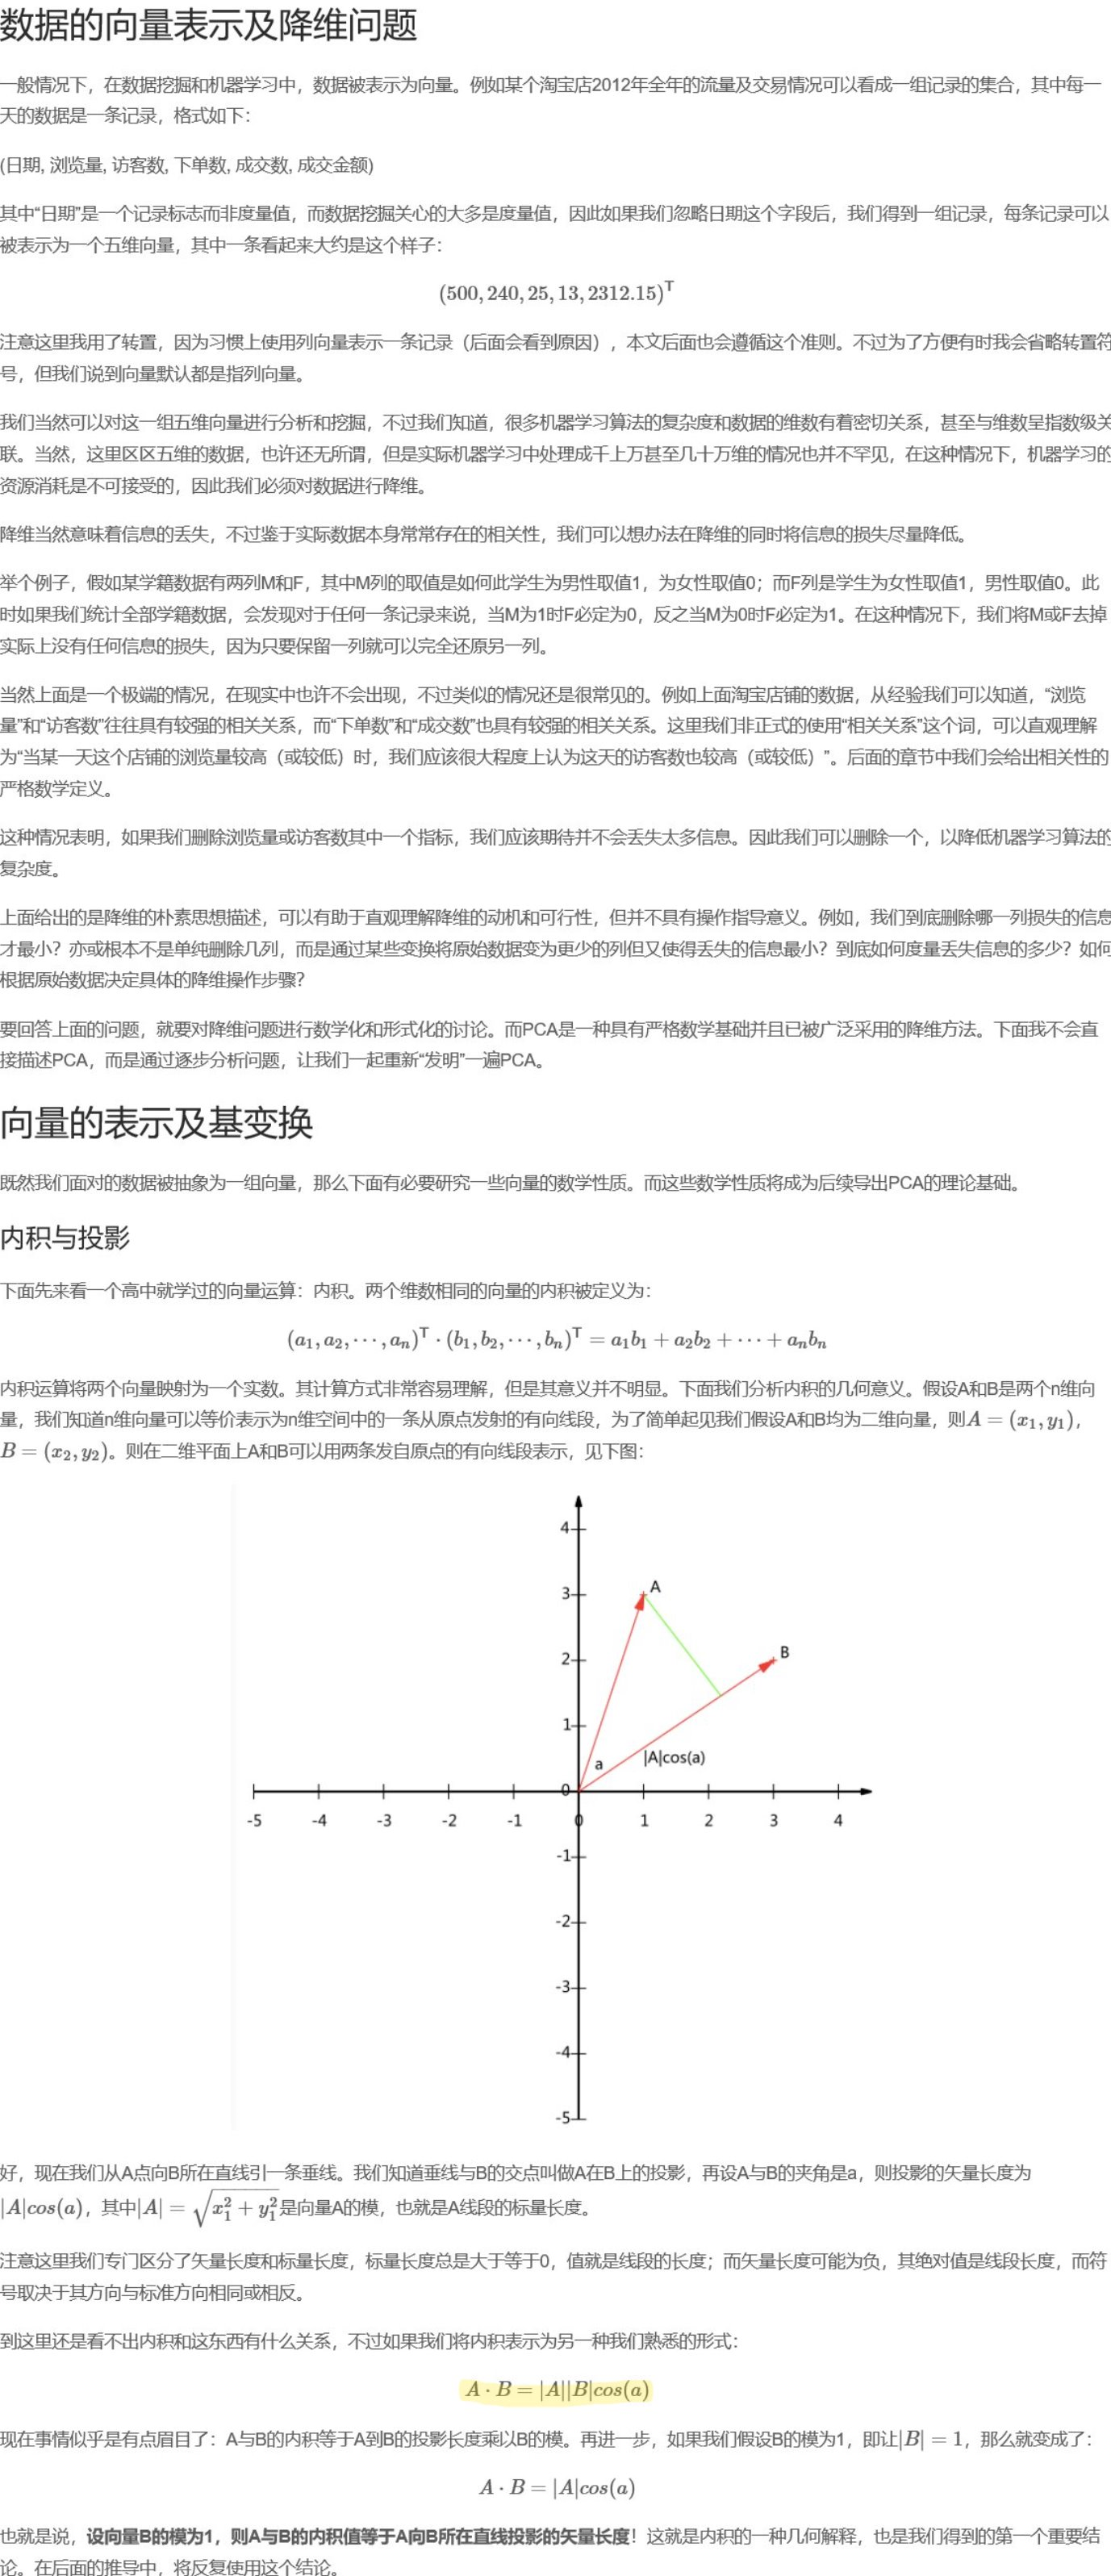 数据的向量表示及降维问题
一般情况下，在数据挖掘和机器学习中，数据被表示为向量。例如某个淘宝店2012年全年的流量及交易情况可以看成一组记录的集合，其中每一
天的数据是一条记录，格式如下：
(日期, 浏览量, 访客数, 下单数, 成交数, 成交金额)
其中“日期”是一个记录标志而非度量值，而数据挖掘关心的大多是度量值，因此如果我们忽略日期这个字段后，我们得到一组记录，每条记录可以
被表示为一个五维向量，其中一条看起来大约是这个样子：
(500, 240, 25, 13, 2312.15)^T
注意这里我用了转置，因为习惯上使用列向量表示一条记录（后面会看到原因），本文后面也会遵循这个准则。不过为了方便有时我会省略转置符
号，但我们说到向量默认都是指列向量。
我们当然可以对这一组五维向量进行分析和挖掘，不过我们知道，很多机器学习算法的复杂度和数据的维数有着密切关系，甚至与维数呈指数级关
联。当然，这里区区五维的数据，也许还无所谓，但是实际机器学习中处理成千上万甚至几十万维的情况也并不罕见，在这种情况下，机器学习的
资源消耗是不可接受的，因此我们必须对数据进行降维。
降维当然意味着信息的丢失，不过鉴于实际数据本身常常存在的相关性，我们可以想办法在降维的同时将信息的损失尽量降低。
举个例子，假如某学籍数据有两列M和F，其中M列的取值是如何此学生为男性取值1，为女性取值0；而F列是学生为女性取值1，男性取值0。此
时如果我们统计全部学籍数据，会发现对于任何一条记录来说，当M为1时F必定为0，反之当M为0时F必定为1。在这种情况下，我们将M或F去掉
实际上没有任何信息的损失，因为只要保留一列就可以完全还原另一列。
当然上面是一个极端的情况，在现实中也许不会出现，不过类似的情况还是很常见的。例如上面淘宝店铺的数据，从经验我们可以知道，“浏览
量”和“访客数”往往具有较强的相关关系，而“下单数”和“成交数”也具有较强的相关关系。这里我们非正式的使用“相关关系”这个词，可以直观理解
为“当某一天这个店铺的浏览量较高（或较低）时，我们应该很大程度上认为这天的访客数也较高（或较低）”。后面的章节中我们会给出相关性的
严格数学定义。
这种情况表明，如果我们删除浏览量或访客数其中一个指标，我们应该期待并不会丢失太多信息。因此我们可以删除一个，以降低机器学习算法的
复杂度。
上面给出的是降维的朴素思想描述，可以有助于直观理解降维的动机和可行性，但并不具有操作指导意义。例如，我们到底删除哪一列损失的信息
才最小？亦或根本不是单纯删除几列，而是通过某些变换将原始数据变为更少的列但又使得丢失的信息最小？到底如何度量丢失信息的多少？如何
根据原始数据决定具体的降维操作步骤？
要回答上面的问题，就要对降维问题进行数学化和形式化的讨论。而PCA是一种具有严格数学基础并且已被广泛采用的降维方法。下面我不会直
接描述PCA，而是通过逐步分析问题，让我们一起重新“发明”一遍PCA。
向量的表示及基变换
既然我们面对的数据被抽象为一组向量，那么下面有必要研究一些向量的数学性质。而这些数学性质将成为后续导出PCA的理论基础。
内积与投影
下面先来看一个高中就学过的向量运算：内积。两个维数相同的向量的内积被定义为：
(a₁, a₂, ⋯, aₙ)^T · (b₁, b₂, ⋯, bₙ)^T = a₁b₁ + a₂b₂ + ⋯ + aₙbₙ
内积运算将两个向量映射为一个实数。其计算方式非常容易理解，但是其意义并不明显。下面我们分析内积的几何意义。假设A和B是两个n维向
量，我们知道n维向量可以等价表示为n维空间中的一条从原点发射的有向线段，为了简单起见我们假设A和B均为二维向量，则A = (x₁, y₁)，
B = (x₂, y₂)。则在二维平面上A和B可以用两条发自原点的有向线段表示，见下图：
4
3 A
2 B
1
a |A|cos(a)
0
-5 -4 -3 -2 -1 0 1 2 3 4
-1
-2
-3
-4
-5
好，现在我们从A点向B所在直线引一条垂线。我们知道垂线与B的交点叫做A在B上的投影，再设A与B的夹角是a，则投影的矢量长度为
|A|cos(a)，其中|A| = √(x₁² + y₁²)是向量A的模，也就是A线段的标量长度。
注意这里我们专门区分了矢量长度和标量长度，标量长度总是大于等于0，值就是线段的长度；而矢量长度可能为负，其绝对值是线段长度，而符
号取决于其方向与标准方向相同或相反。
到这里还是看不出内积和这东西有什么关系，不过如果我们将内积表示为另一种我们熟悉的形式：
A · B = |A||B|cos(a)
现在事情似乎是有点眉目了：A与B的内积等于A到B的投影长度乘以B的模。再进一步，如果我们假设B的模为1，即让|B| = 1，那么就变成了：
A · B = |A|cos(a)
也就是说，设向量B的模为1，则A与B的内积值等于A向B所在直线投影的矢量长度！这就是内积的一种几何解释，也是我们得到的第一个重要结
论。在后面的推导中，将反复使用这个结论。